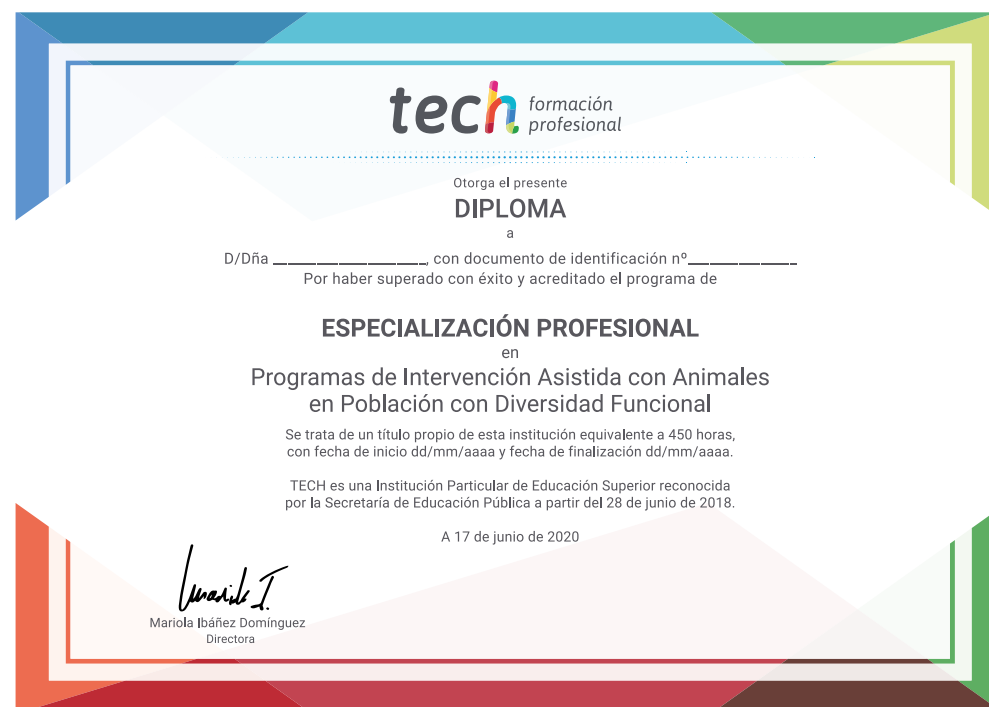 tech formación
profesional
Otorga el presente
DIPLOMA
a
D/Dña ____________________, con documento de identificación nº______________
Por haber superado con éxito y acreditado el programa de
ESPECIALIZACIÓN PROFESIONAL
en
Programas de Intervención Asistida con Animales
en Población con Diversidad Funcional
Se trata de un título propio de esta institución equivalente a 450 horas,
con fecha de inicio dd/mm/aaaa y fecha de finalización dd/mm/aaaa.
TECH es una Institución Particular de Educación Superior reconocida
por la Secretaría de Educación Pública a partir del 28 de junio de 2018.
A 17 de junio de 2020
Mariola Ibáñez Domínguez
Directora